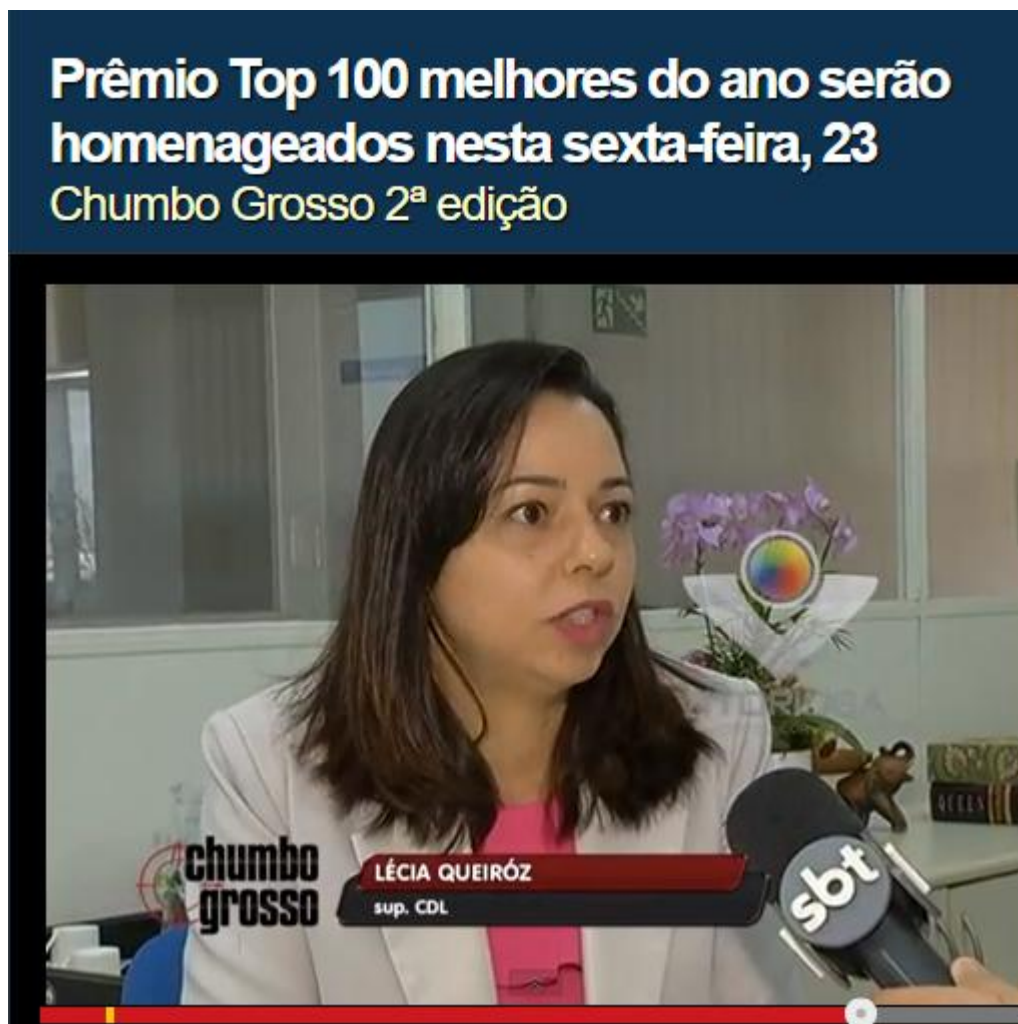 Prêmio Top 100 melhores do ano serão
homenageados nesta sexta-feira, 23
Chumbo Grosso 2ª edição
chumbo
grosso
LÉCIA QUEIRÓZ
sup. CDL
sbt
QUEEN